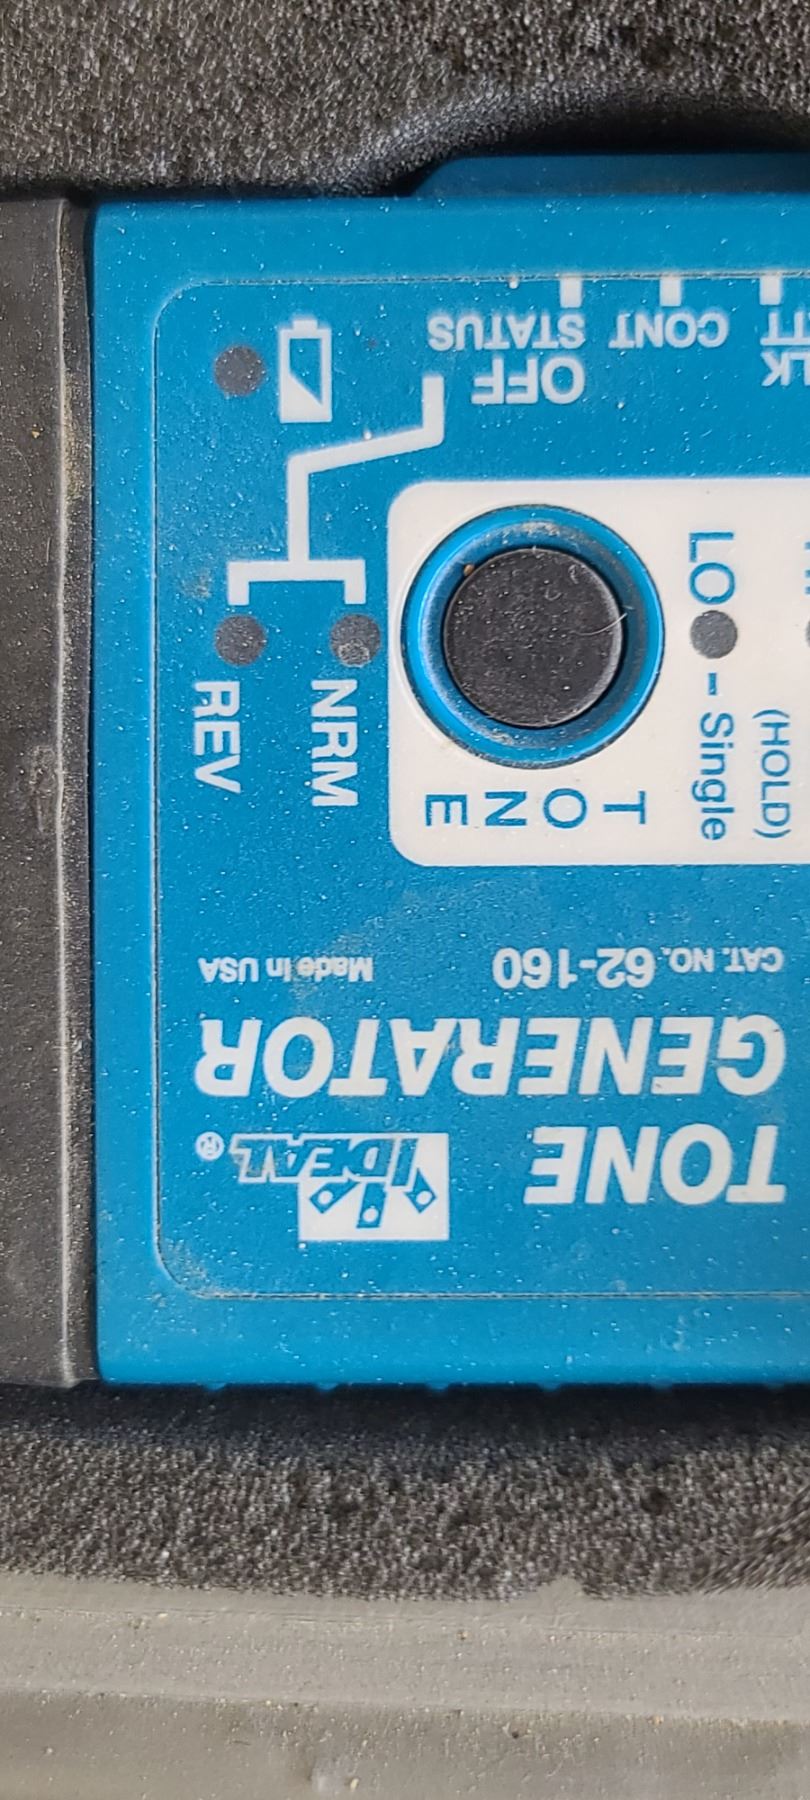 TONE
IDEAL®
GENERATOR
CAT. NO. 62-160 Made in USA
TONE
(HOLD)
LO - Single
NRM
REV
OFF
CONT STATUS